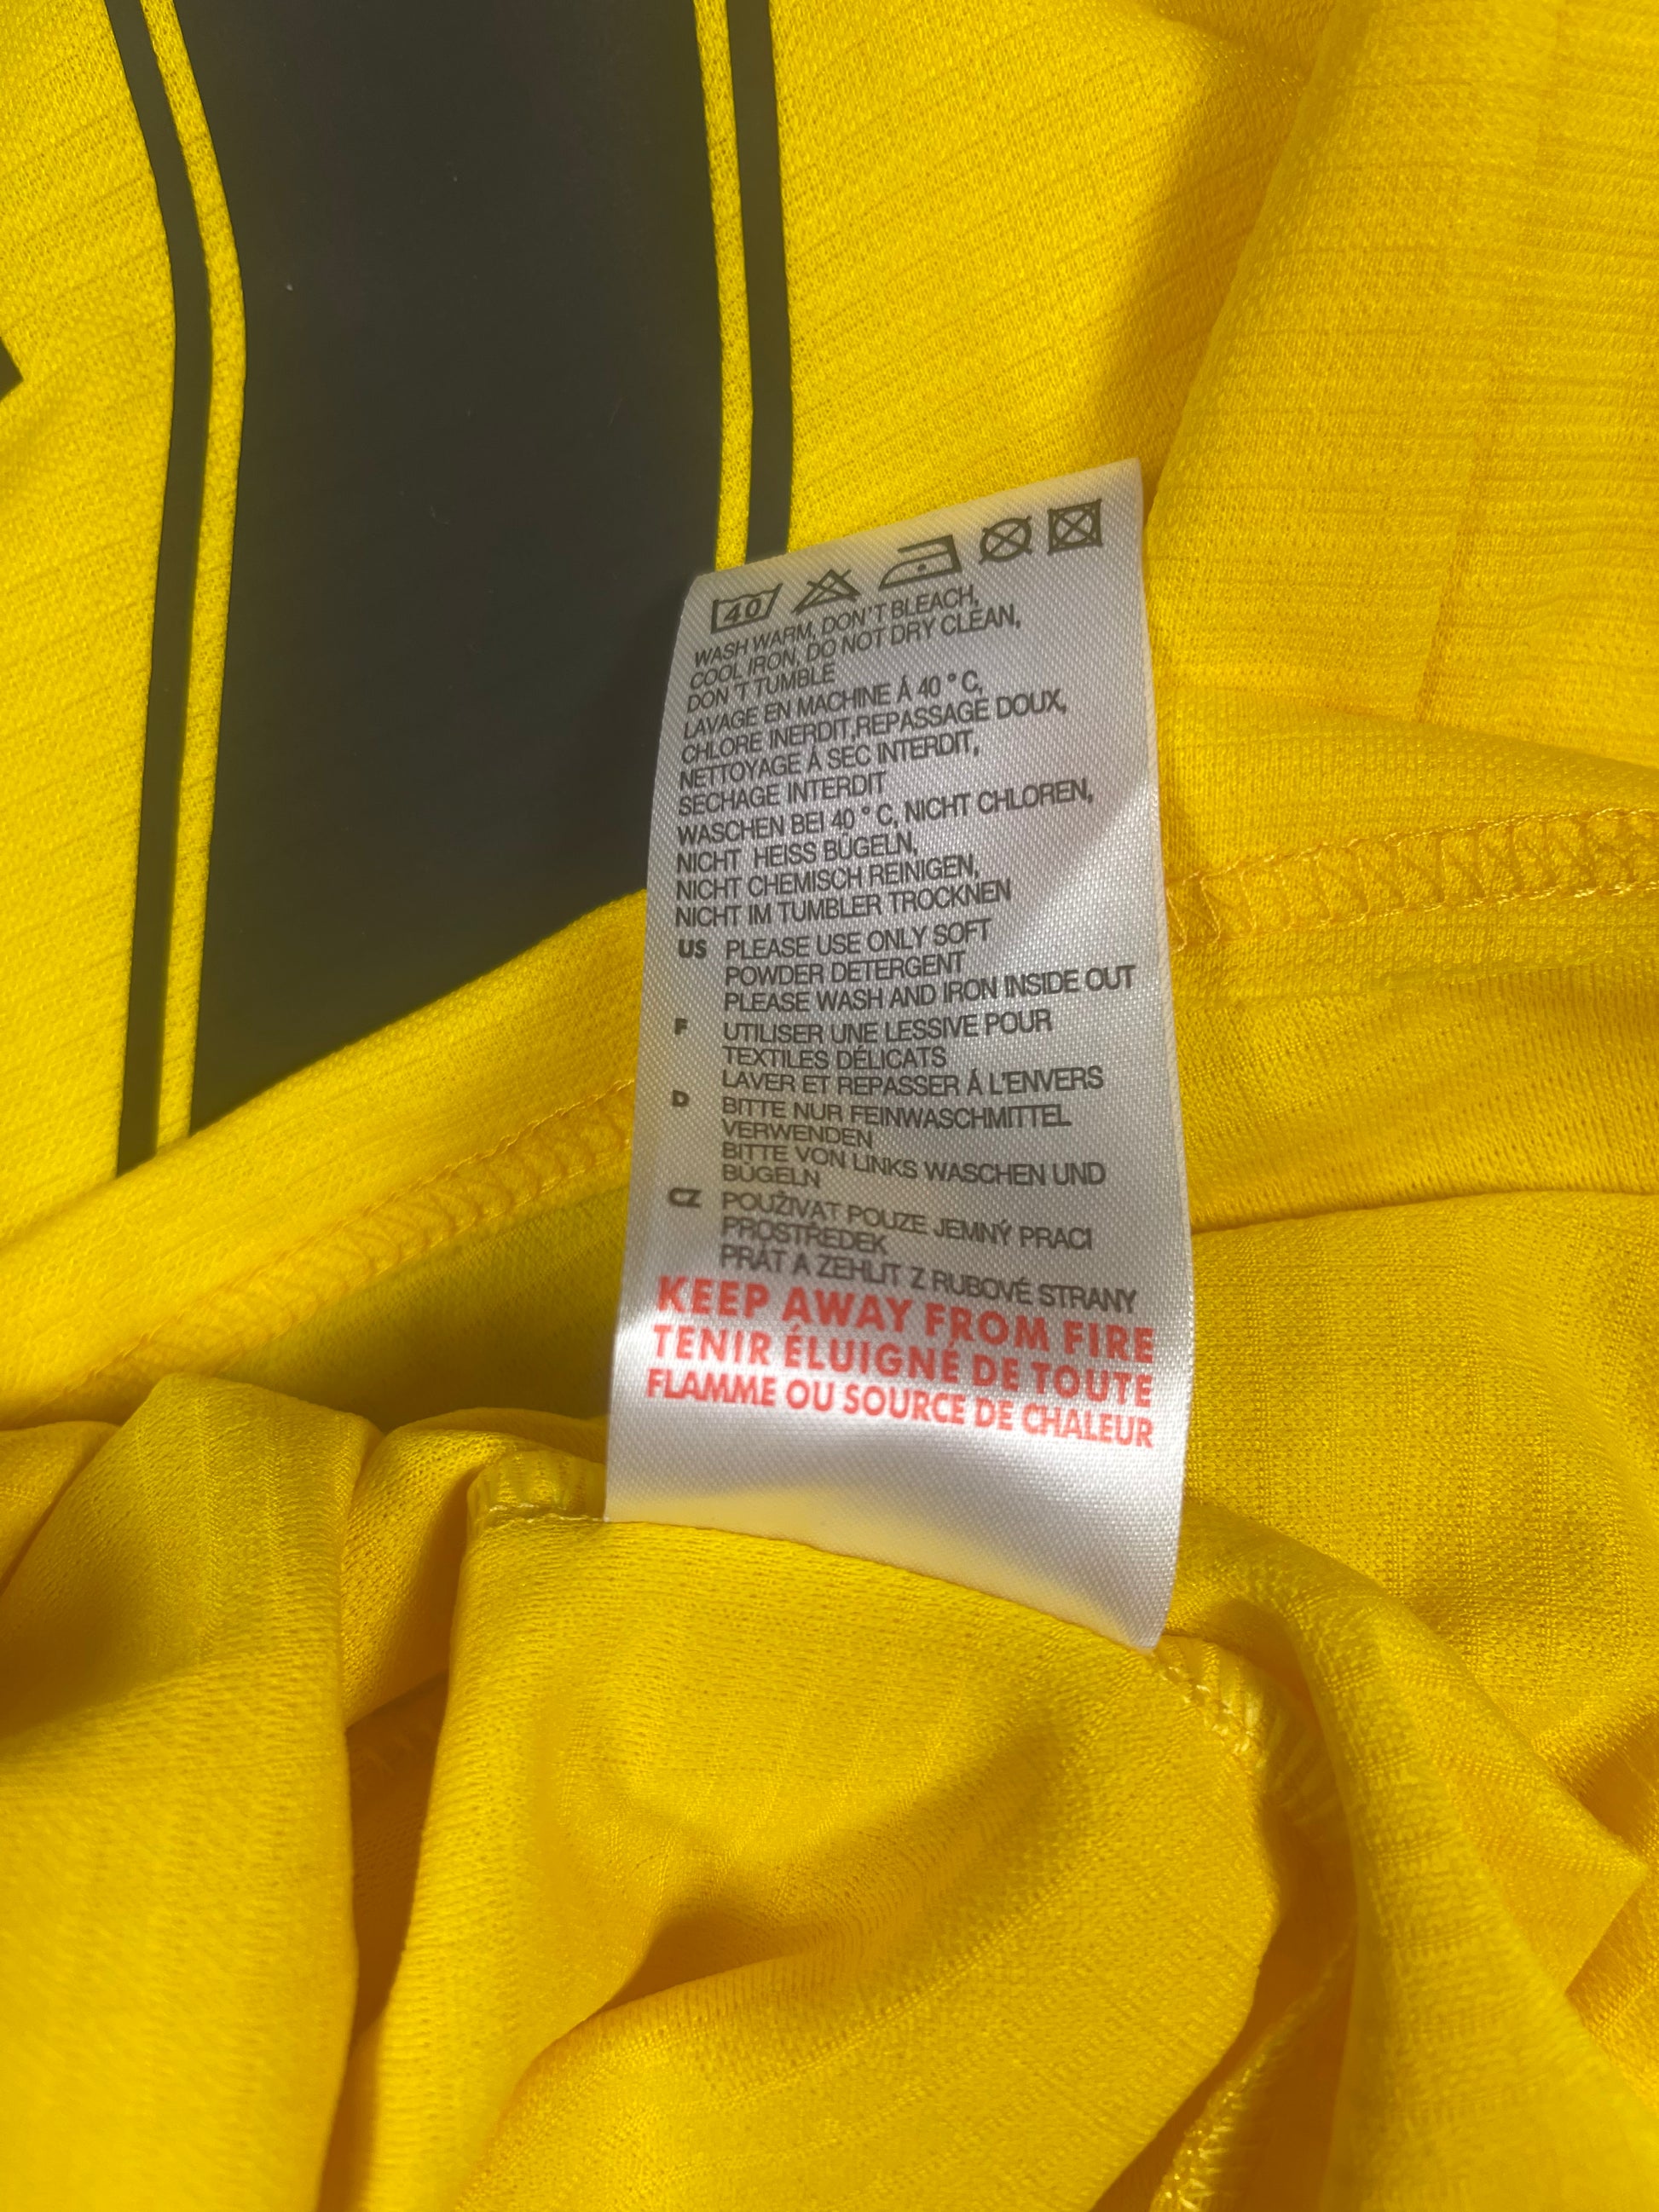 40
WASH WARM, DON'T BLEACH,
COOL IRON, DO NOT DRY CLEAN,
DON'T TUMBLE
LAVAGE EN MACHINE Á 40 °C,
CHLORE INERDIT,REPASSAGE DOUX,
NETTOYAGE Á SEC INTERDIT,
SECHAGE INTERDIT
WASCHEN BEI 40 °C, NICHT CHLOREN,
NICHT HEISS BÜGELN,
NICHT CHEMISCH REINIGEN,
NICHT IM TUMBLER TROCKNEN
US PLEASE USE ONLY SOFT
POWDER DETERGENT
PLEASE WASH AND IRON INSIDE OUT
F UTILISER UNE LESSIVE POUR
TEXTILES DÉLICATS
LAVER ET REPASSER Á L'ENVERS
D BITTE NUR FEINWASCHMITTEL
VERWENDEN
BITTE VON LINKS WASCHEN UND
BÜGELN
CZ POUŽIVAT POUZE JEMNÝ PRACI
PROSTŘEDEK
PRÁT A ZEHLIT Z RUBOVÉ STRANY
KEEP AWAY FROM FIRE
TENIR ÉLUIGNÉ DE TOUTE
FLAMME OU SOURCE DE CHALEUR